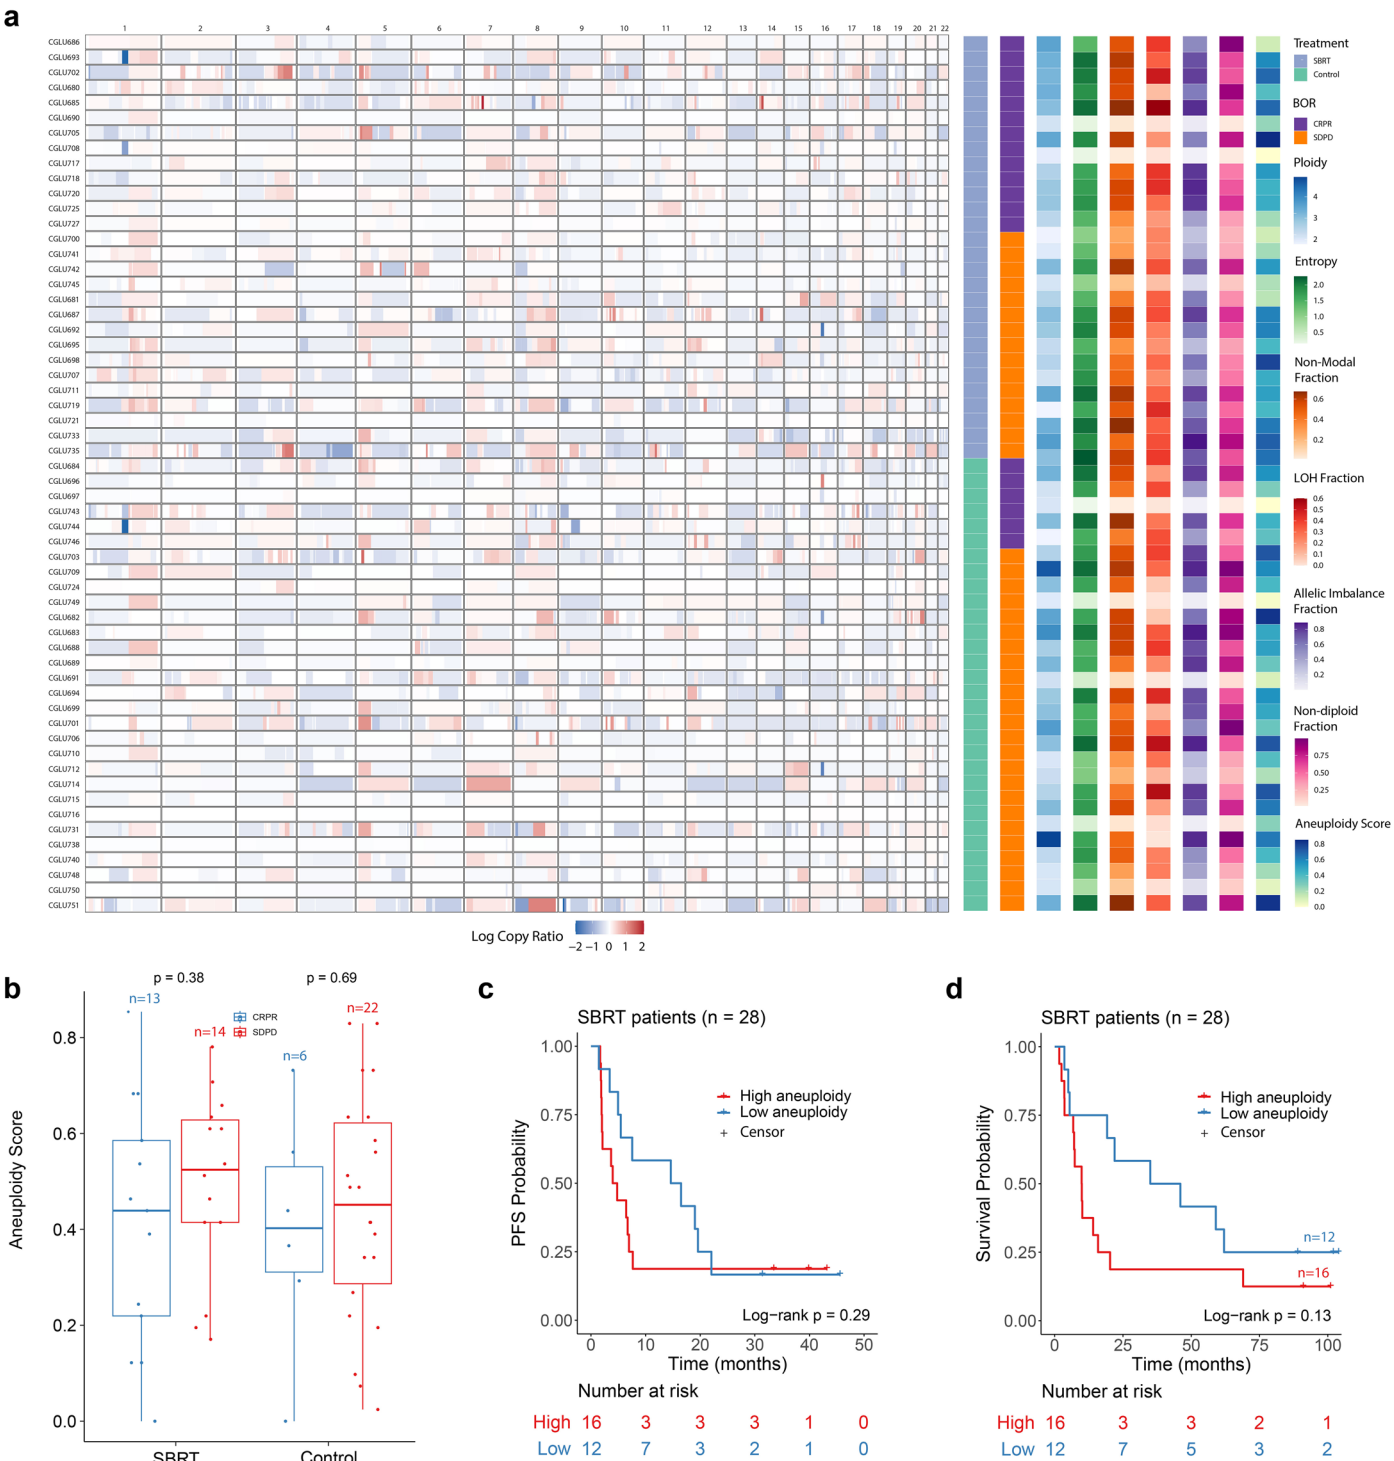 a
1 2 3 4 5 6 7 8 9 10 11 12 13 14 15 16 17 18 19 20 21 22
CGLU686
CGLU693
CGLU702
CGLU680
CGLU685
CGLU690
CGLU705
CGLU708
CGLU717
CGLU718
CGLU720
CGLU725
CGLU727
CGLU700
CGLU741
CGLU742
CGLU745
CGLU681
CGLU687
CGLU692
CGLU695
CGLU698
CGLU707
CGLU711
CGLU719
CGLU721
CGLU733
CGLU735
CGLU684
CGLU696
CGLU697
CGLU743
CGLU744
CGLU746
CGLU703
CGLU709
CGLU724
CGLU749
CGLU682
CGLU683
CGLU688
CGLU689
CGLU691
CGLU694
CGLU699
CGLU701
CGLU706
CGLU710
CGLU712
CGLU714
CGLU715
CGLU716
CGLU731
CGLU738
CGLU740
CGLU748
CGLU750
CGLU751
Log Copy Ratio
−2 −1 0 1 2
Treatment
SBRT
Control
BOR
CRPR
SDPD
Ploidy
4
3
2
Entropy
2.0
1.5
1.0
0.5
Non-Modal
Fraction
0.6
0.4
0.2
LOH Fraction
0.6
0.5
0.4
0.3
0.2
0.1
0.0
Allelic Imbalance
Fraction
0.8
0.6
0.4
0.2
Non-diploid
Fraction
0.75
0.50
0.25
Aneuploidy Score
0.8
0.6
0.4
0.2
0.0
b
p = 0.38 p = 0.69
n=13
n=14
n=6
n=22
CRPR
SDPD
Aneuploidy Score
0.8
0.6
0.4
0.2
0.0
SBRT Control
c
SBRT patients (n = 28)
PFS Probability
1.00
0.75
0.50
0.25
0.00
High aneuploidy
Low aneuploidy
Censor
Log−rank p = 0.29
0 10 20 30 40 50
Time (months)
Number at risk
High 16 3 3 3 1 0
Low 12 7 3 2 1 0
d
SBRT patients (n = 28)
Survival Probability
1.00
0.75
0.50
0.25
0.00
High aneuploidy
Low aneuploidy
Censor
n=12
n=16
Log−rank p = 0.13
0 25 50 75 100
Time (months)
Number at risk
High 16 3 3 2 1
Low 12 7 5 3 2